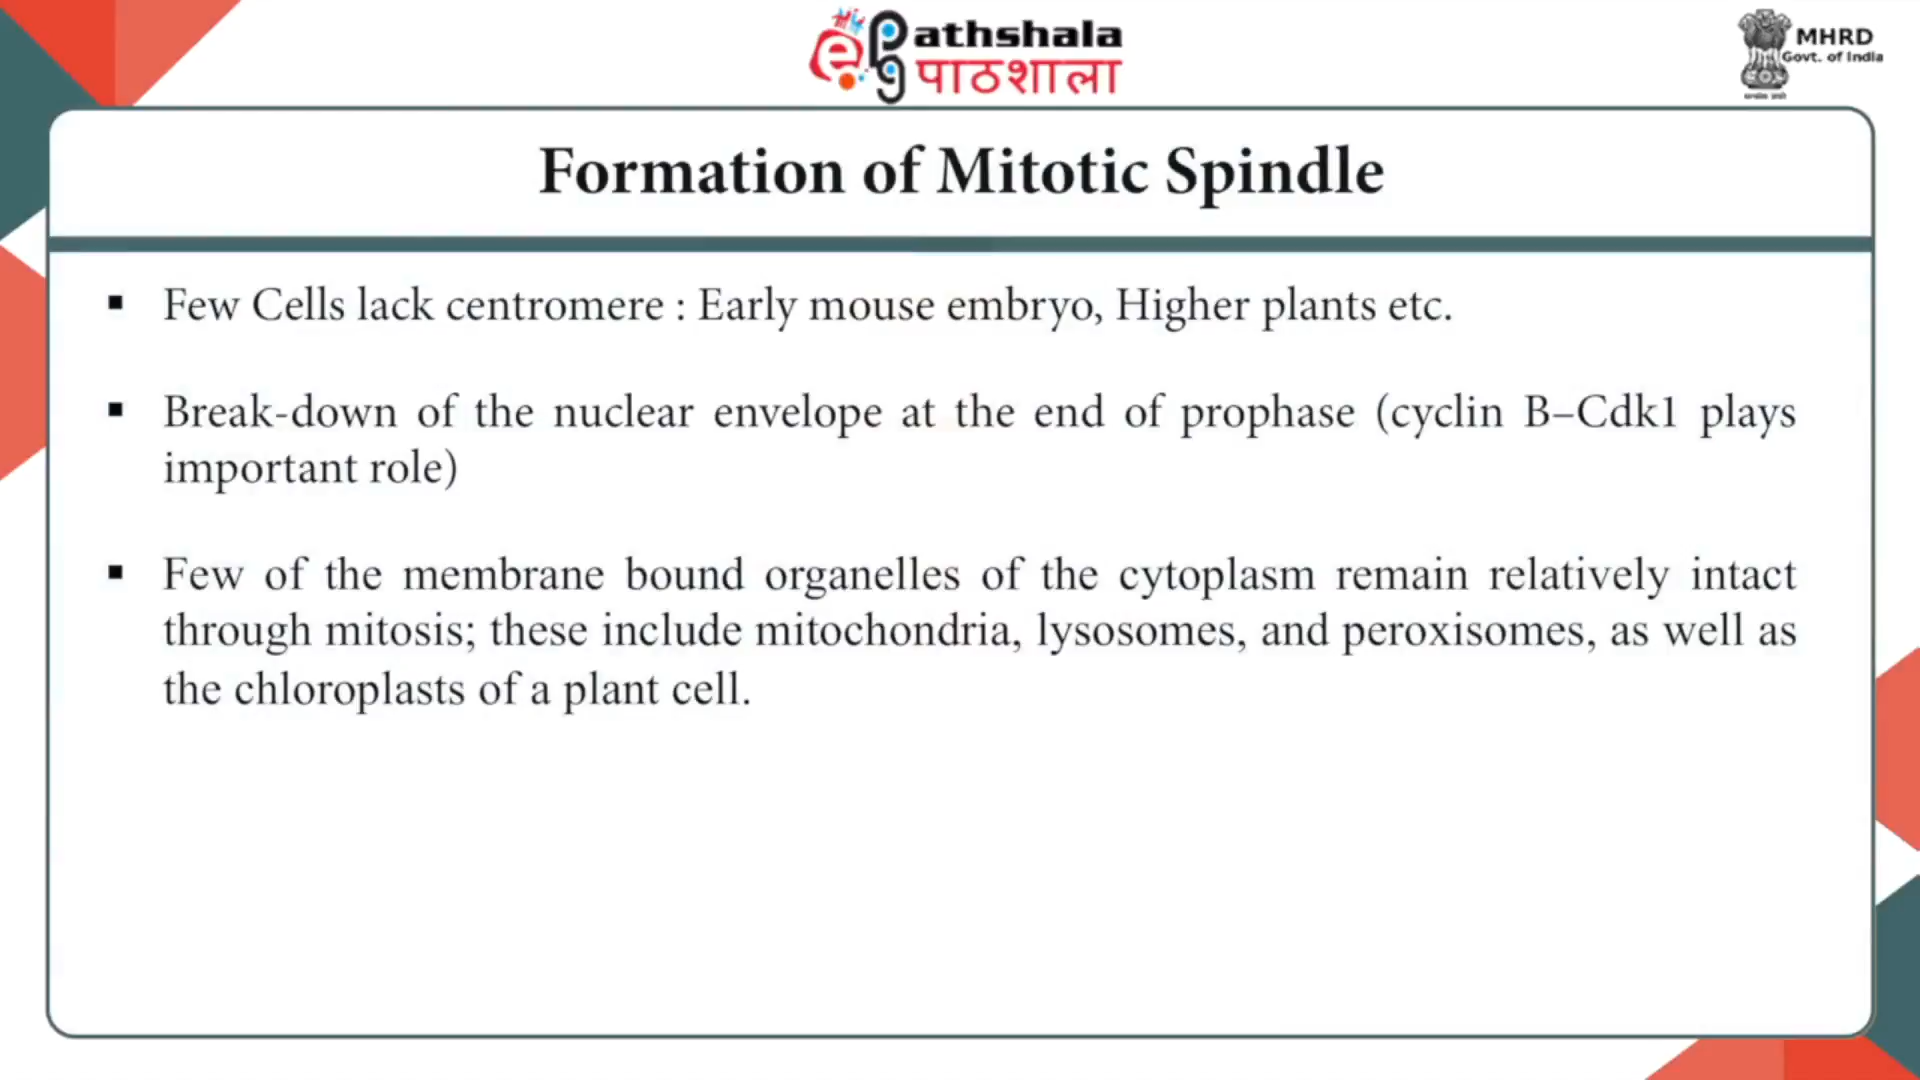 ePathshala
पाठशाला
MHRD
Govt. of India
Formation of Mitotic Spindle
▪ Few Cells lack centromere : Early mouse embryo, Higher plants etc.
▪ Break-down of the nuclear envelope at the end of prophase (cyclin B–Cdk1 plays
important role)
▪ Few of the membrane bound organelles of the cytoplasm remain relatively intact
through mitosis; these include mitochondria, lysosomes, and peroxisomes, as well as
the chloroplasts of a plant cell.